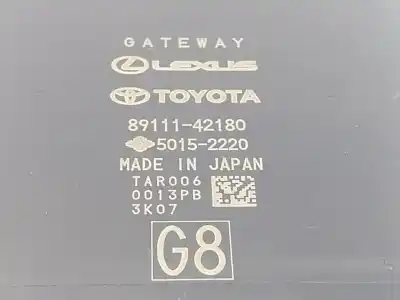 GATEWAY
LEXUS
TOYOTA
89111-42180
5015-2220
MADE IN JAPAN
TAR006
0013PB
3K07
G8